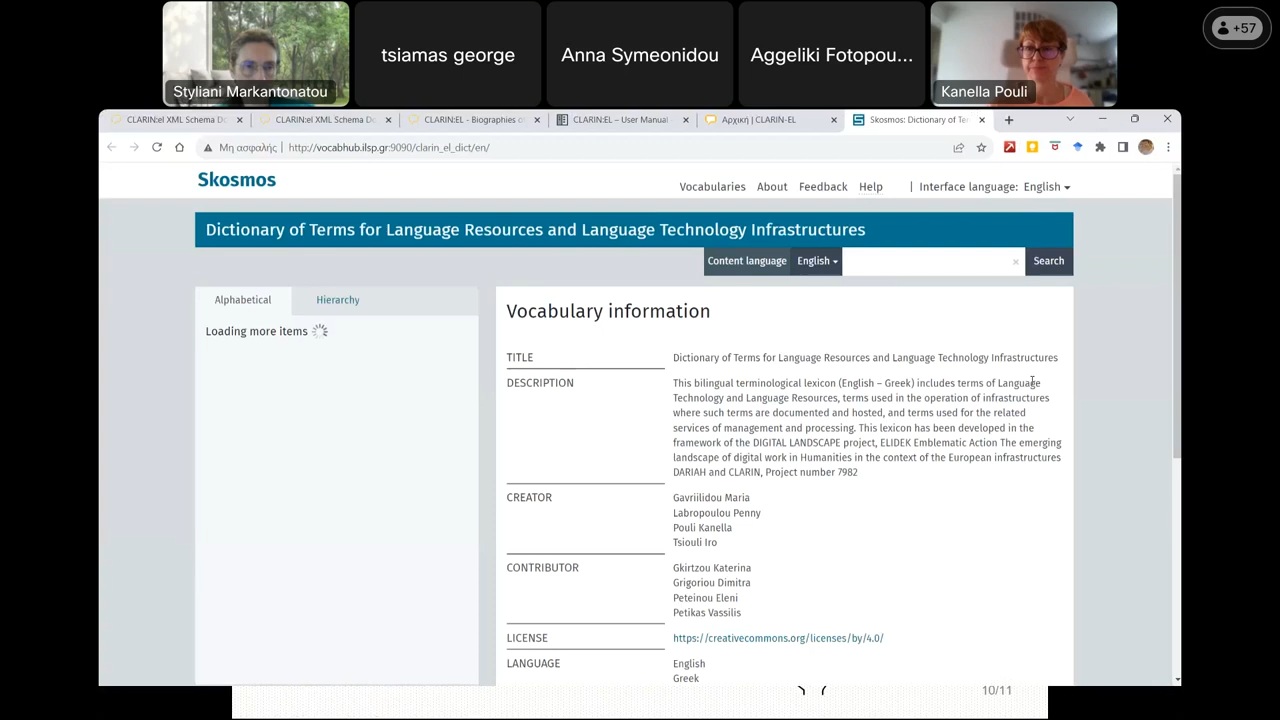 +57
Styliani Markantonatou
tsiamas george
Anna Symeonidou
Aggeliki Fotopou...
Kanella Pouli
CLARIN:el XML Schema Do
CLARIN:el XML Schema Do
CLARIN:EL - Biographies o
CLARIN:EL – User Manual
Αρχική | CLARIN-EL
Skosmos: Dictionary of Te
Μη ασφαλής
http://vocabhub.ilsp.gr:9090/clarin_el_dict/en/
Skosmos
Vocabularies About Feedback Help | Interface language: English
Dictionary of Terms for Language Resources and Language Technology Infrastructures
Content language English × Search
Alphabetical Hierarchy
Loading more items
Vocabulary information
TITLE
Dictionary of Terms for Language Resources and Language Technology Infrastructures
DESCRIPTION
This bilingual terminological lexicon (English – Greek) includes terms of Language
Technology and Language Resources, terms used in the operation of infrastructures
where such terms are documented and hosted, and terms used for the related
services of management and processing. This lexicon has been developed in the
framework of the DIGITAL LANDSCAPE project, ELIDEK Emblematic Action The emerging
landscape of digital work in Humanities in the context of the European infrastructures
DARIAH and CLARIN, Project number 7982
CREATOR
Gavriilidou Maria
Labropoulou Penny
Pouli Kanella
Tsiouli Iro
CONTRIBUTOR
Gkirtzou Katerina
Grigoriou Dimitra
Peteinou Eleni
Petikas Vassilis
LICENSE
https://creativecommons.org/licenses/by/4.0/
LANGUAGE
English
Greek
10/11